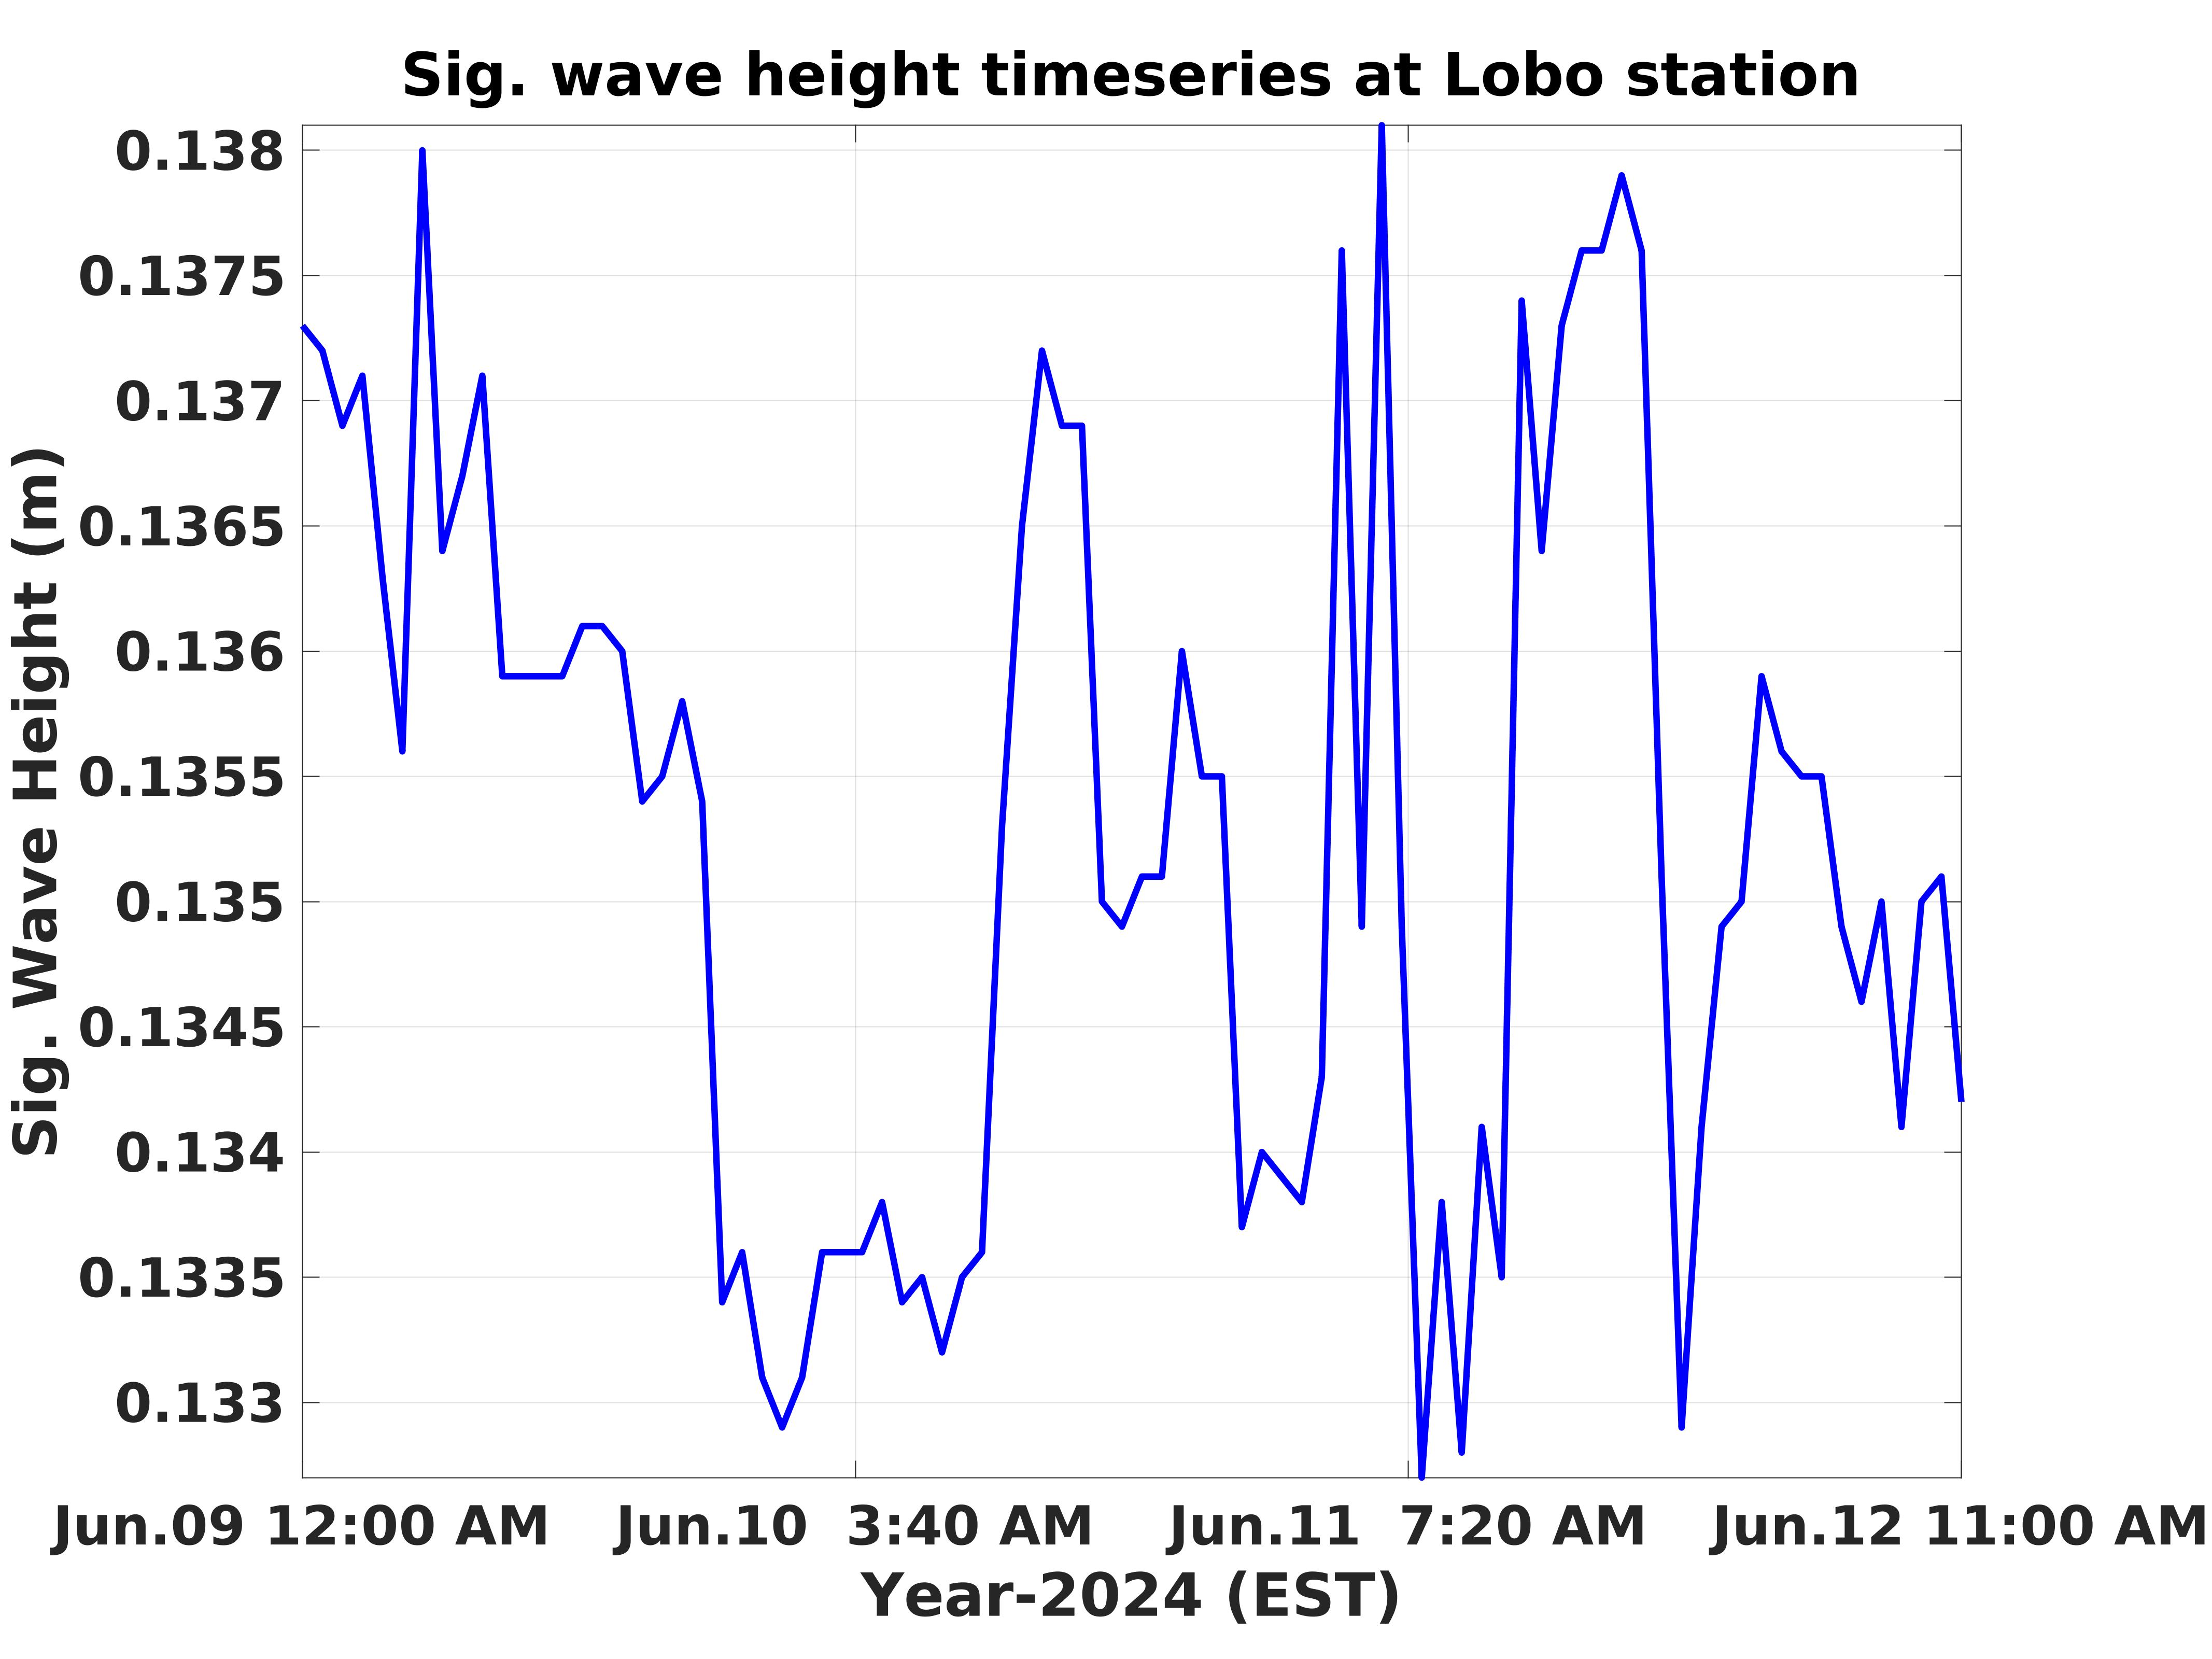 Sig. wave height timeseries at Lobo station
Sig. Wave Height (m)
0.138
0.1375
0.137
0.1365
0.136
0.1355
0.135
0.1345
0.134
0.1335
0.133
Jun.09 12:00 AM Jun.10 3:40 AM Jun.11 7:20 AM Jun.12 11:00 AM
Year-2024 (EST)